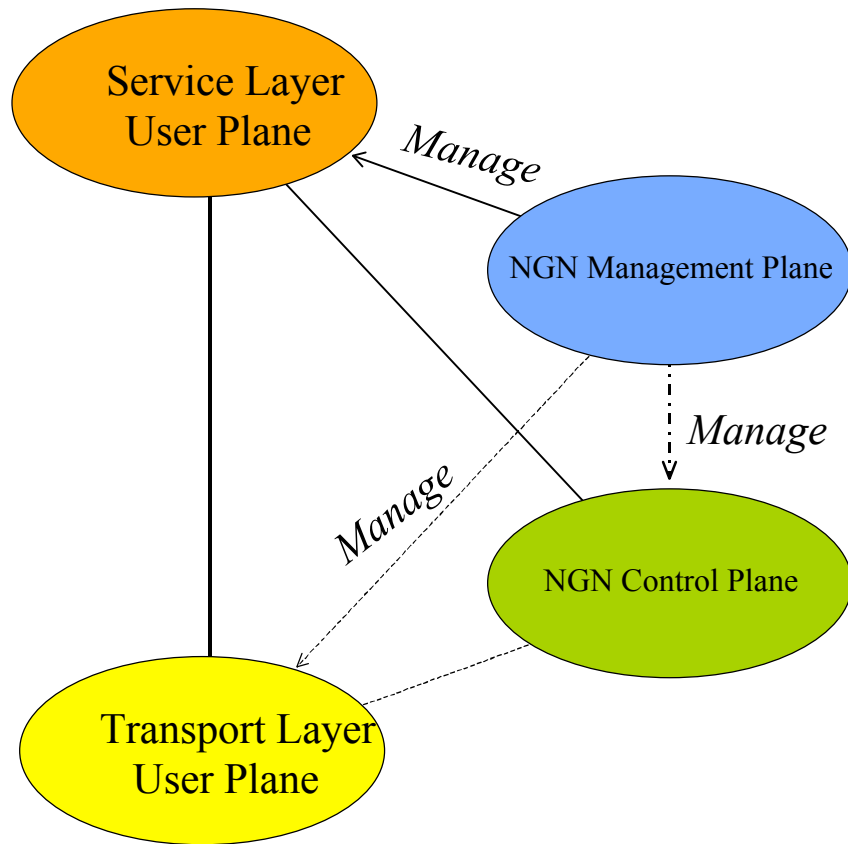 Service Layer
User Plane
Manage
NGN Management Plane
Manage
Manage
NGN Control Plane
Transport Layer
User Plane